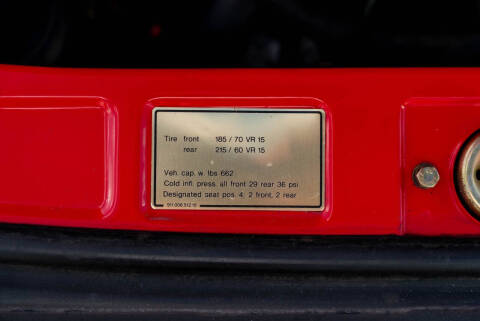 Tire front 185 / 70 VR 15
rear 215 / 60 VR 15
Veh. cap. w. lbs 662
Cold infl. press. all front 29 rear 36 psi
Designated seat pos. 4, 2 front, 2 rear